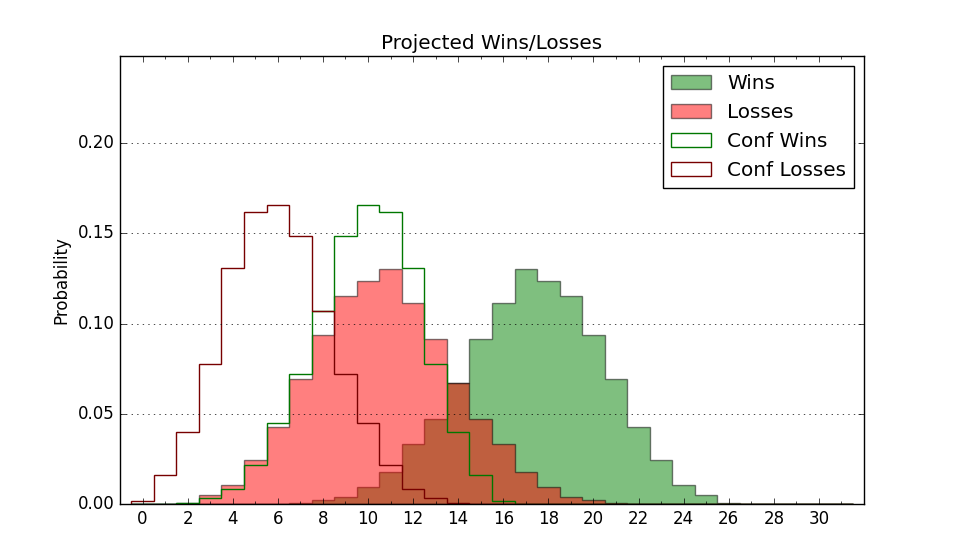 Projected Wins/Losses
Wins
Losses
Conf Wins
Conf Losses
Probability
0.20
0.15
0.10
0.05
0.00
0 2 4 6 8 10 12 14 16 18 20 22 24 26 28 30